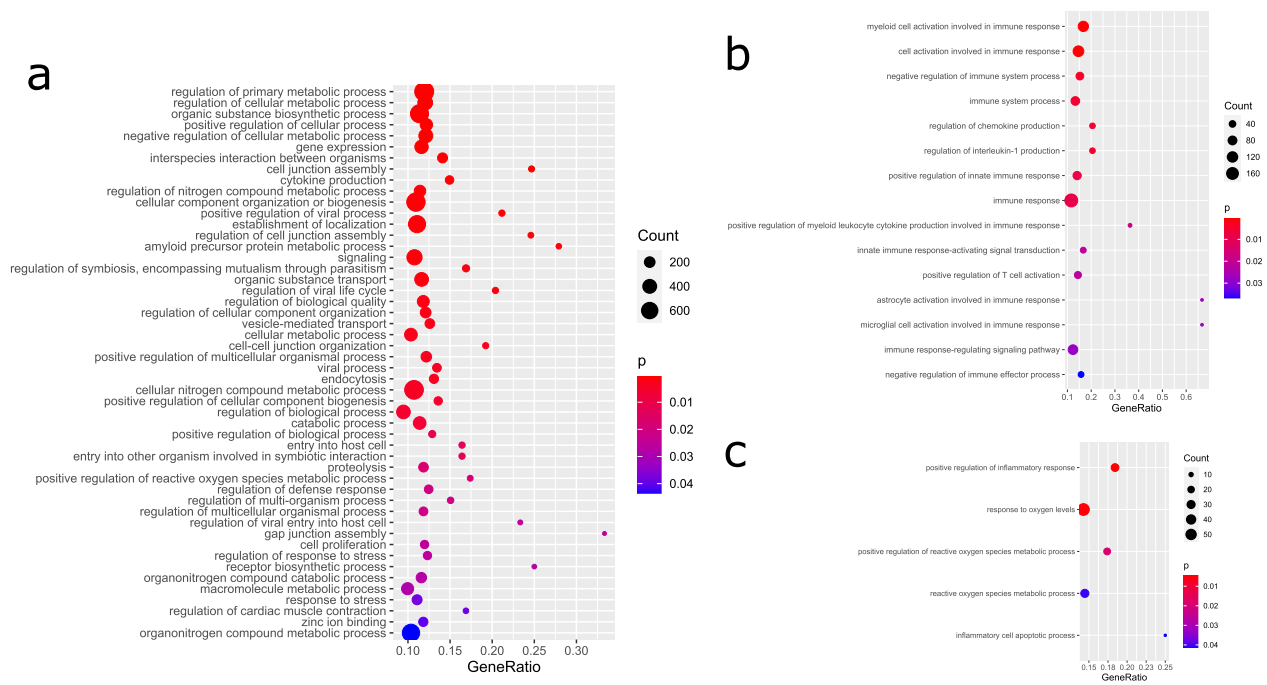 a
regulation of primary metabolic process
regulation of cellular metabolic process
organic substance biosynthetic process
positive regulation of cellular process
negative regulation of cellular metabolic process
gene expression
interspecies interaction between organisms
cell junction assembly
cytokine production
regulation of nitrogen compound metabolic process
cellular component organization or biogenesis
positive regulation of viral process
establishment of localization
regulation of cell junction assembly
amyloid precursor protein metabolic process
signaling
regulation of symbiosis, encompassing mutualism through parasitism
organic substance transport
regulation of viral life cycle
regulation of biological quality
regulation of cellular component organization
vesicle-mediated transport
cellular metabolic process
cell-cell junction organization
positive regulation of multicellular organismal process
viral process
endocytosis
cellular nitrogen compound metabolic process
positive regulation of cellular component biogenesis
regulation of biological process
catabolic process
positive regulation of biological process
entry into host cell
entry into other organism involved in symbiotic interaction
proteolysis
positive regulation of reactive oxygen species metabolic process
regulation of defense response
regulation of multi-organism process
regulation of multicellular organismal process
regulation of viral entry into host cell
gap junction assembly
cell proliferation
regulation of response to stress
receptor biosynthetic process
organonitrogen compound catabolic process
macromolecule metabolic process
response to stress
regulation of cardiac muscle contraction
zinc ion binding
organonitrogen compound metabolic process
0.10 0.15 0.20 0.25 0.30
GeneRatio
Count
200
400
600
p
0.01
0.02
0.03
0.04
b
myeloid cell activation involved in immune response
cell activation involved in immune response
negative regulation of immune system process
immune system process
regulation of chemokine production
regulation of interleukin-1 production
positive regulation of innate immune response
immune response
positive regulation of myeloid leukocyte cytokine production involved in immune response
innate immune response-activating signal transduction
positive regulation of T cell activation
astrocyte activation involved in immune response
microglial cell activation involved in immune response
immune response-regulating signaling pathway
negative regulation of immune effector process
0.1 0.2 0.3 0.4 0.5 0.6
GeneRatio
Count
40
80
120
160
p
0.01
0.02
0.03
c
positive regulation of inflammatory response
response to oxygen levels
positive regulation of reactive oxygen species metabolic process
reactive oxygen species metabolic process
inflammatory cell apoptotic process
0.15 0.18 0.20 0.23 0.25
GeneRatio
Count
10
20
30
40
50
p
0.01
0.02
0.03
0.04